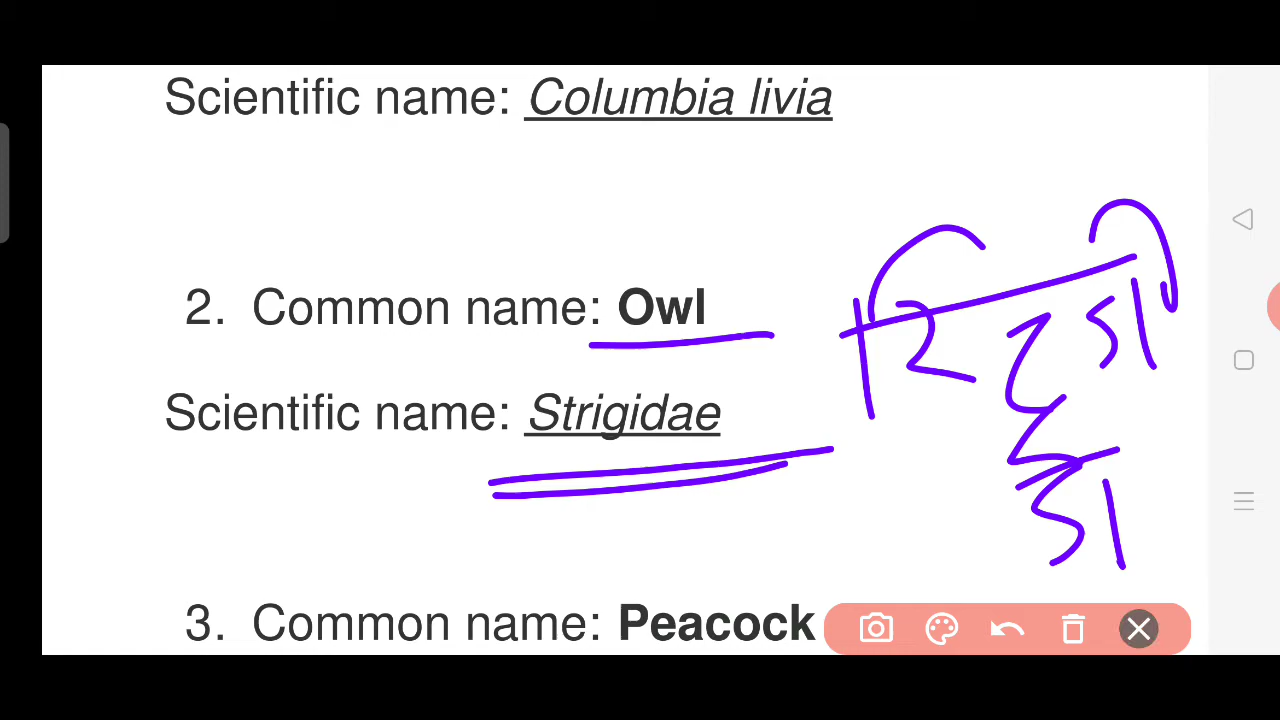 Scientific name: Columbia livia
2. Common name: Owl
Scientific name: Strigidae
3. Common name: Peacock